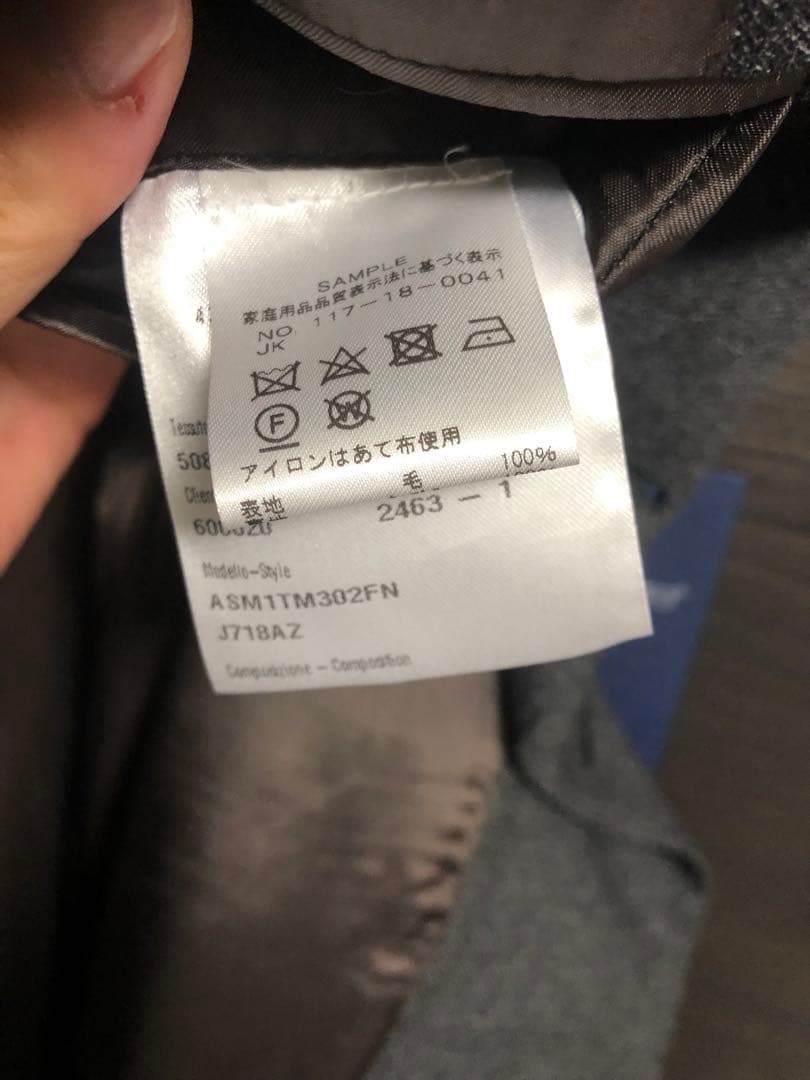 SAMPLE
家庭用品品質表示法に基づく表示
NO. 117-18-0041
JK
F
W
アイロンはあて布使用
表地 毛 100%
Tessuto
508
2463 - 1
Modello-Style
ASM1TM302FN
J718AZ
Composizione - Composition